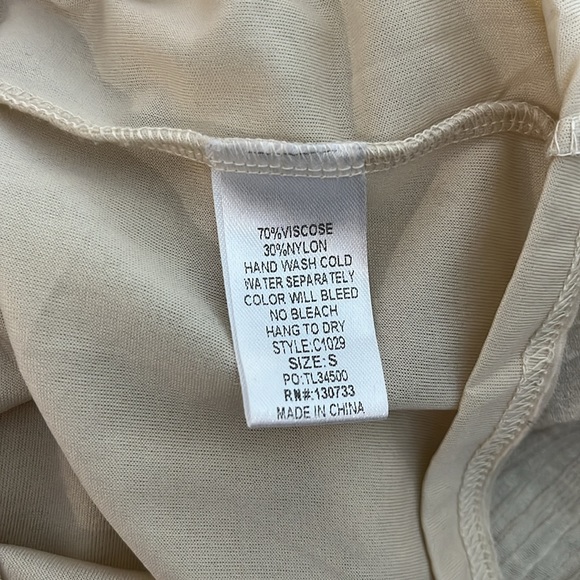 70%VISCOSE
30%NYLON
HAND WASH COLD
WATER SEPARATELY
COLOR WILL BLEED
NO BLEACH
HANG TO DRY
STYLE:C1029
SIZE: S
PO:TL34500
RN#:130733
MADE IN CHINA